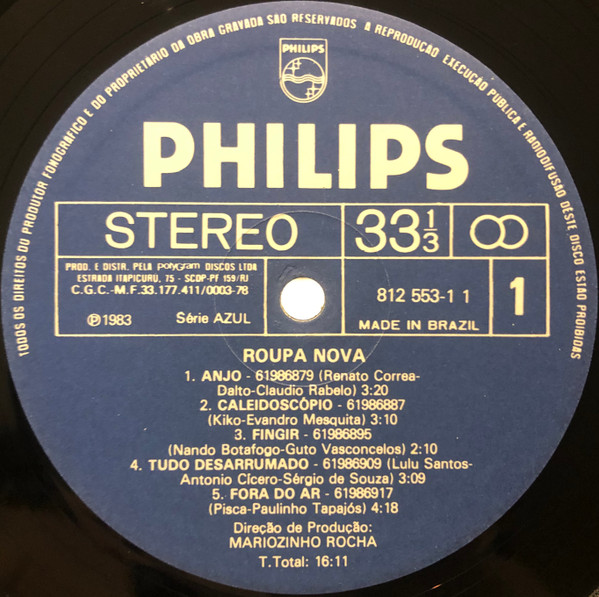 TODOS OS DIREITOS DO PRODUTOR FONOGRÁFICO E DO PROPRIETÁRIO DA OBRA GRAVADA SÃO RESERVADOS A REPRODUÇÃO EXECUÇÃO PÚBLICA E RADIODIFUSÃO DESTE DISCO ESTÃO PROIBIDAS
PHILIPS
PHILIPS
STEREO 33⅓
PROD. E DISTR. PELA polyGram DISCOS LTDA
ESTRADA ITAPICURU, 75 - SCDP-PF 159/RJ
C.G.C.-M.F.33.177.411/0003-78
℗1983 Série AZUL
812 553-1 1
MADE IN BRAZIL
1
ROUPA NOVA
1. ANJO - 61986879 (Renato Correa-
Dalto-Claudio Rabelo) 3:20
2. CALEIDOSCÓPIO - 61986887
(Kiko-Evandro Mesquita) 3:10
3. FINGIR - 61986895
(Nando Botafogo-Guto Vasconcelos) 2:10
4. TUDO DESARRUMADO - 61986909 (Lulu Santos-
Antonio Cícero-Sérgio de Souza) 3:09
5. FORA DO AR - 61986917
(Pisca-Paulinho Tapajós) 4:18
Direção de Produção:
MARIOZINHO ROCHA
T.Total: 16:11